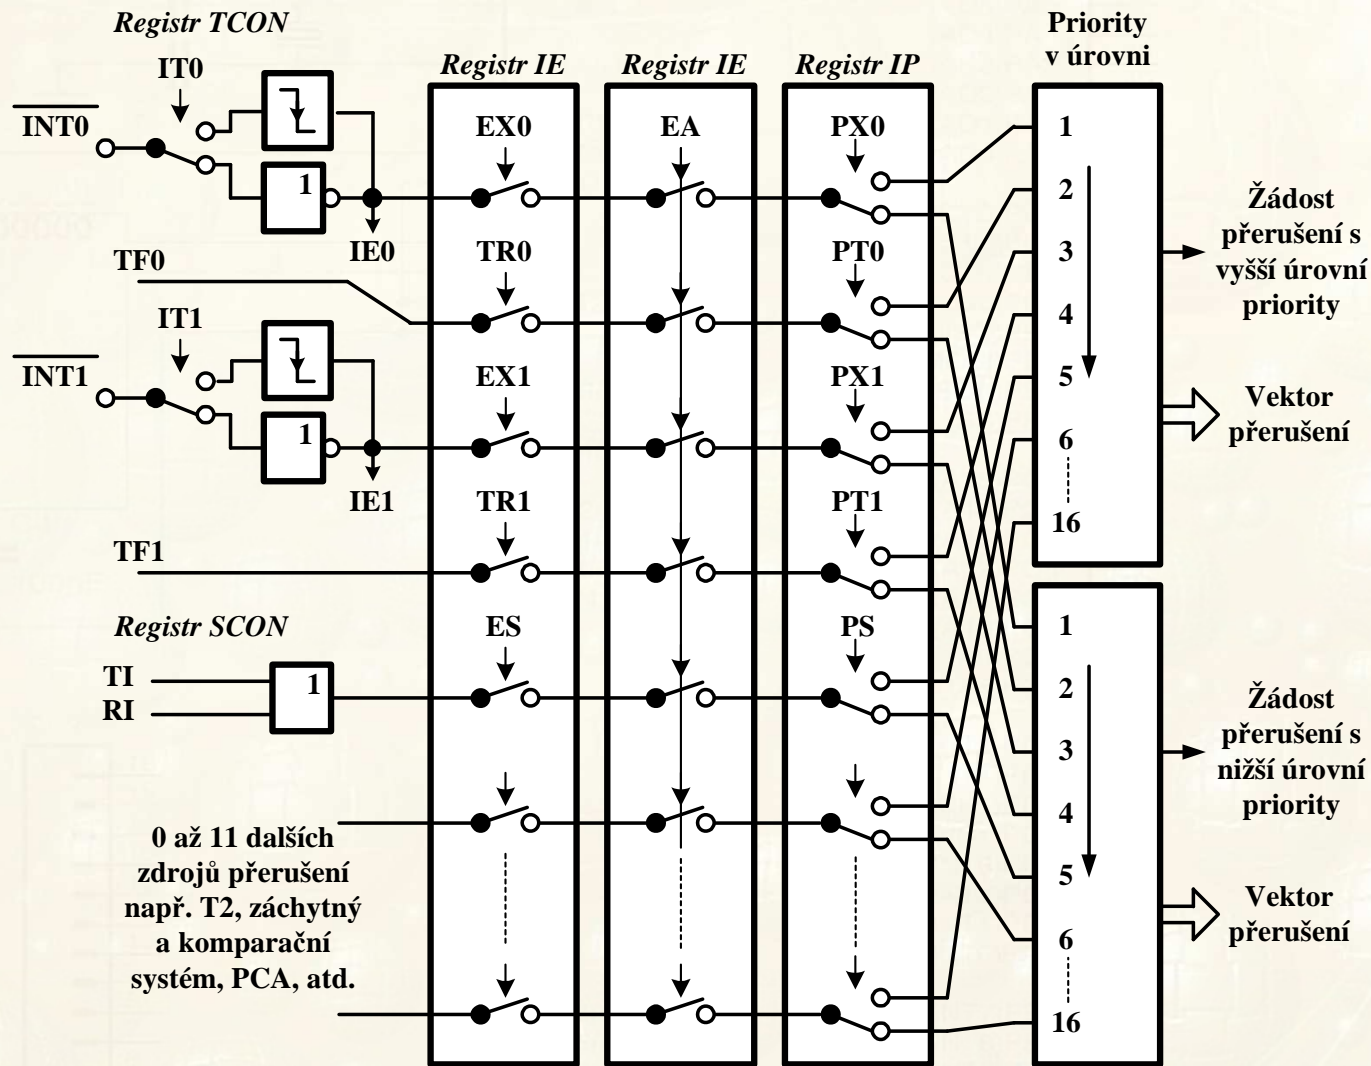 Registr TCON
Priority
v úrovni
Registr IE
Registr IE
Registr IP
IT0
INT0
1
IE0
EX0
EA
PX0
TF0
TR0
PT0
IT1
INT1
1
IE1
EX1
PX1
TF1
TR1
PT1
Registr SCON
TI
RI
1
ES
PS
0 až 11 dalších
zdrojů přerušení
např. T2, záchytný
a komparační
systém, PCA, atd.
1
2
3
4
5
6
16
Žádost
přerušení s
vyšší úrovní
priority
Vektor
přerušení
1
2
3
4
5
6
16
Žádost
přerušení s
nižší úrovní
priority
Vektor
přerušení